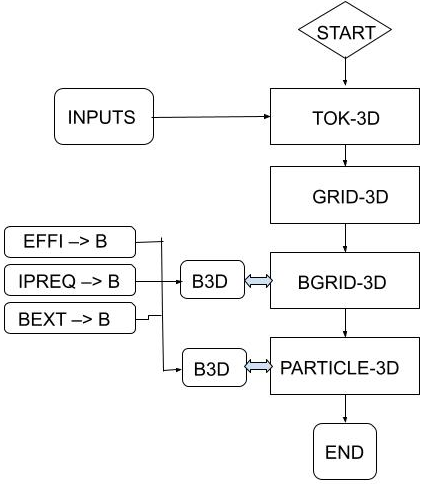 START
INPUTS
TOK-3D
GRID-3D
EFFI –> B
IPREQ –> B
B3D
BGRID-3D
BEXT –> B
B3D
PARTICLE-3D
END